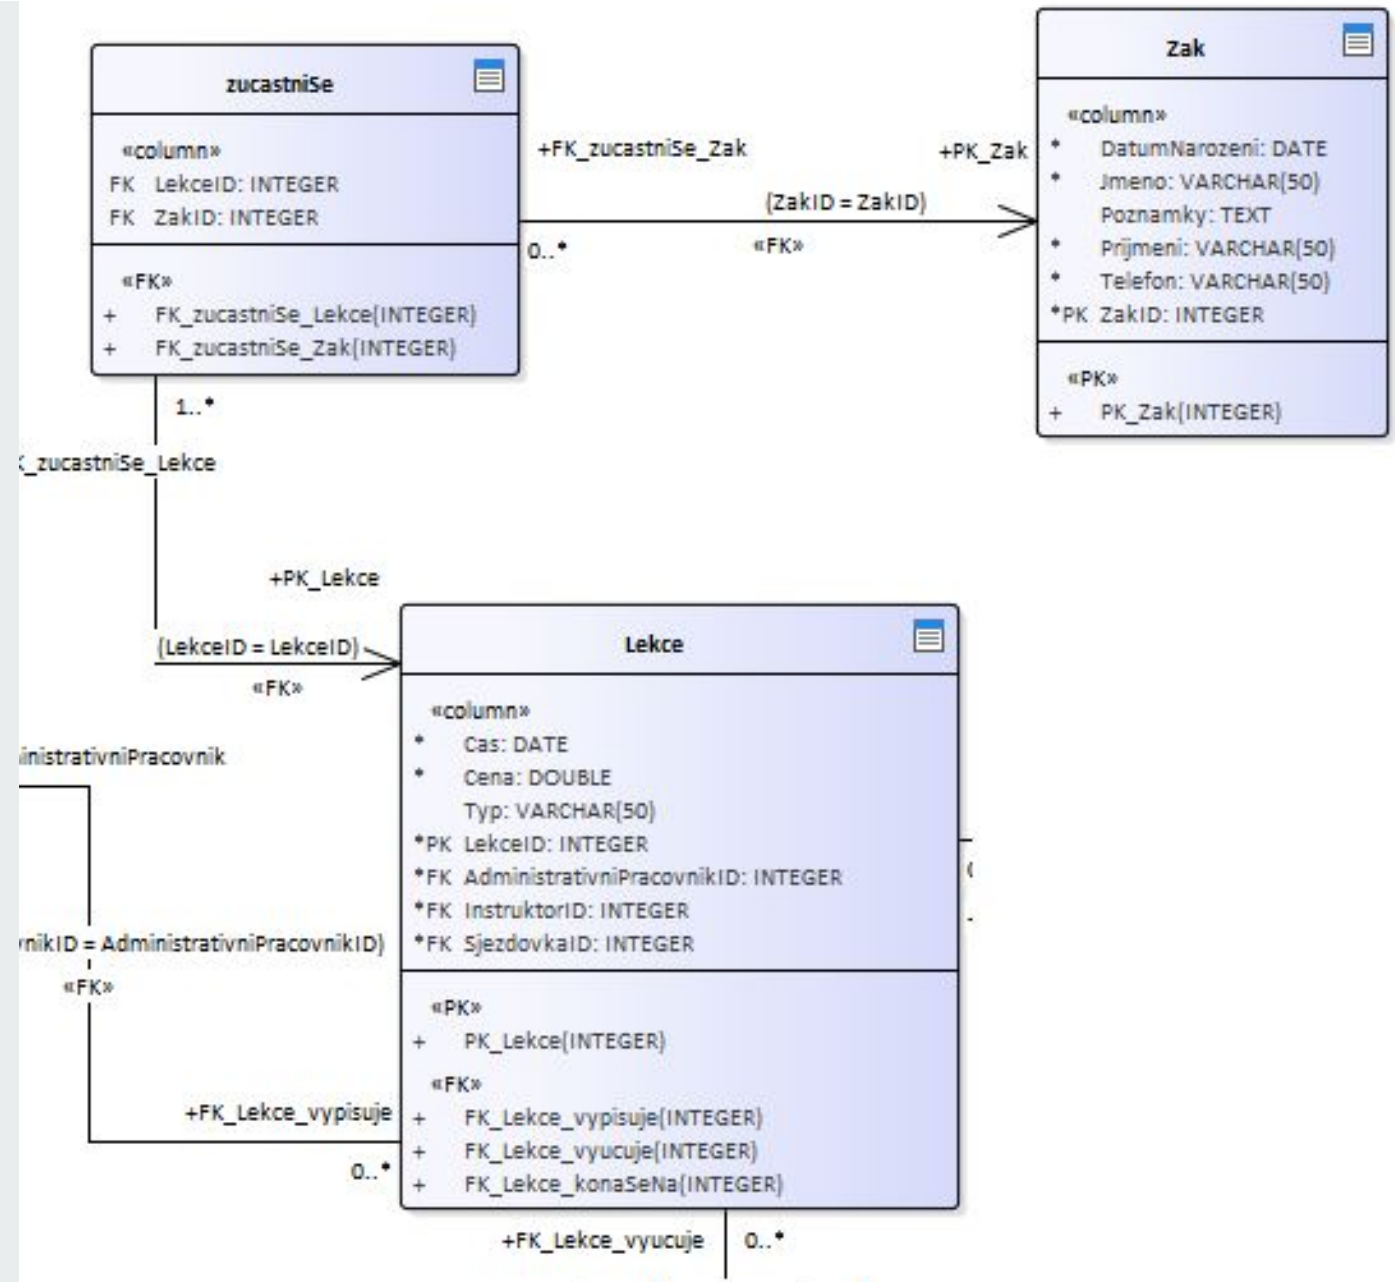 zucastniSe
«column»
FK LekceID: INTEGER
FK ZakID: INTEGER
«FK»
+ FK_zucastniSe_Lekce(INTEGER)
+ FK_zucastniSe_Zak(INTEGER)
+FK_zucastniSe_Zak
+PK_Zak
(ZakID = ZakID)
0..*
«FK»
Zak
«column»
* DatumNarozeni: DATE
* Jmeno: VARCHAR(50)
Poznamky: TEXT
* Prijmeni: VARCHAR(50)
* Telefon: VARCHAR(50)
*PK ZakID: INTEGER
«PK»
+ PK_Zak(INTEGER)
1..*
K_zucastniSe_Lekce
+PK_Lekce
(LekceID = LekceID)
«FK»
Lekce
«column»
* Cas: DATE
* Cena: DOUBLE
Typ: VARCHAR(50)
*PK LekceID: INTEGER
*FK AdministrativniPracovnikID: INTEGER
*FK InstruktorID: INTEGER
*FK SjezdovkaID: INTEGER
«PK»
+ PK_Lekce(INTEGER)
«FK»
+ FK_Lekce_vypisuje(INTEGER)
+ FK_Lekce_vyucuje(INTEGER)
+ FK_Lekce_konaSeNa(INTEGER)
inistrativniPracovnik
vnikID = AdministrativniPracovnikID)
«FK»
+FK_Lekce_vypisuje
0..*
+FK_Lekce_vyucuje
0..*